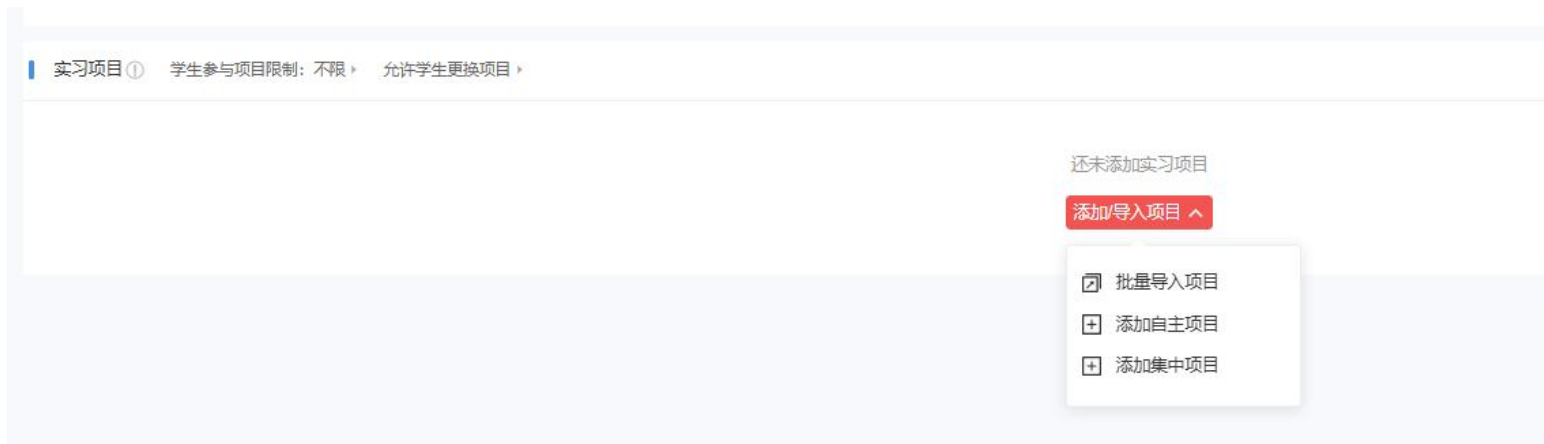 实习项目 学生参与项目限制：不限 允许学生更换项目
还未添加实习项目
添加/导入项目
批量导入项目
添加自主项目
添加集中项目